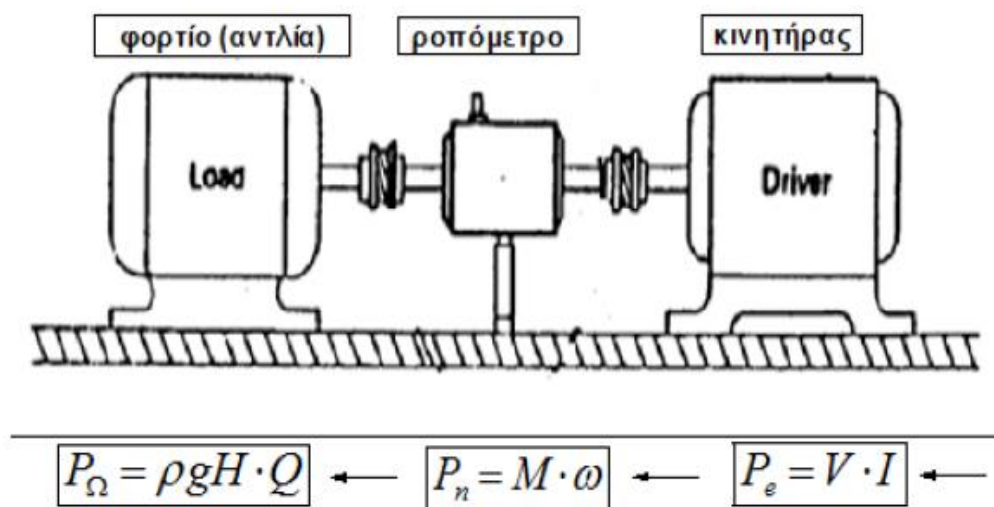 φορτίο (αντλία) ροπόμετρο κινητήρας
Load Driver
P_Ω = ρgH · Q ← P_n = M · ω ← P_e = V · I ←